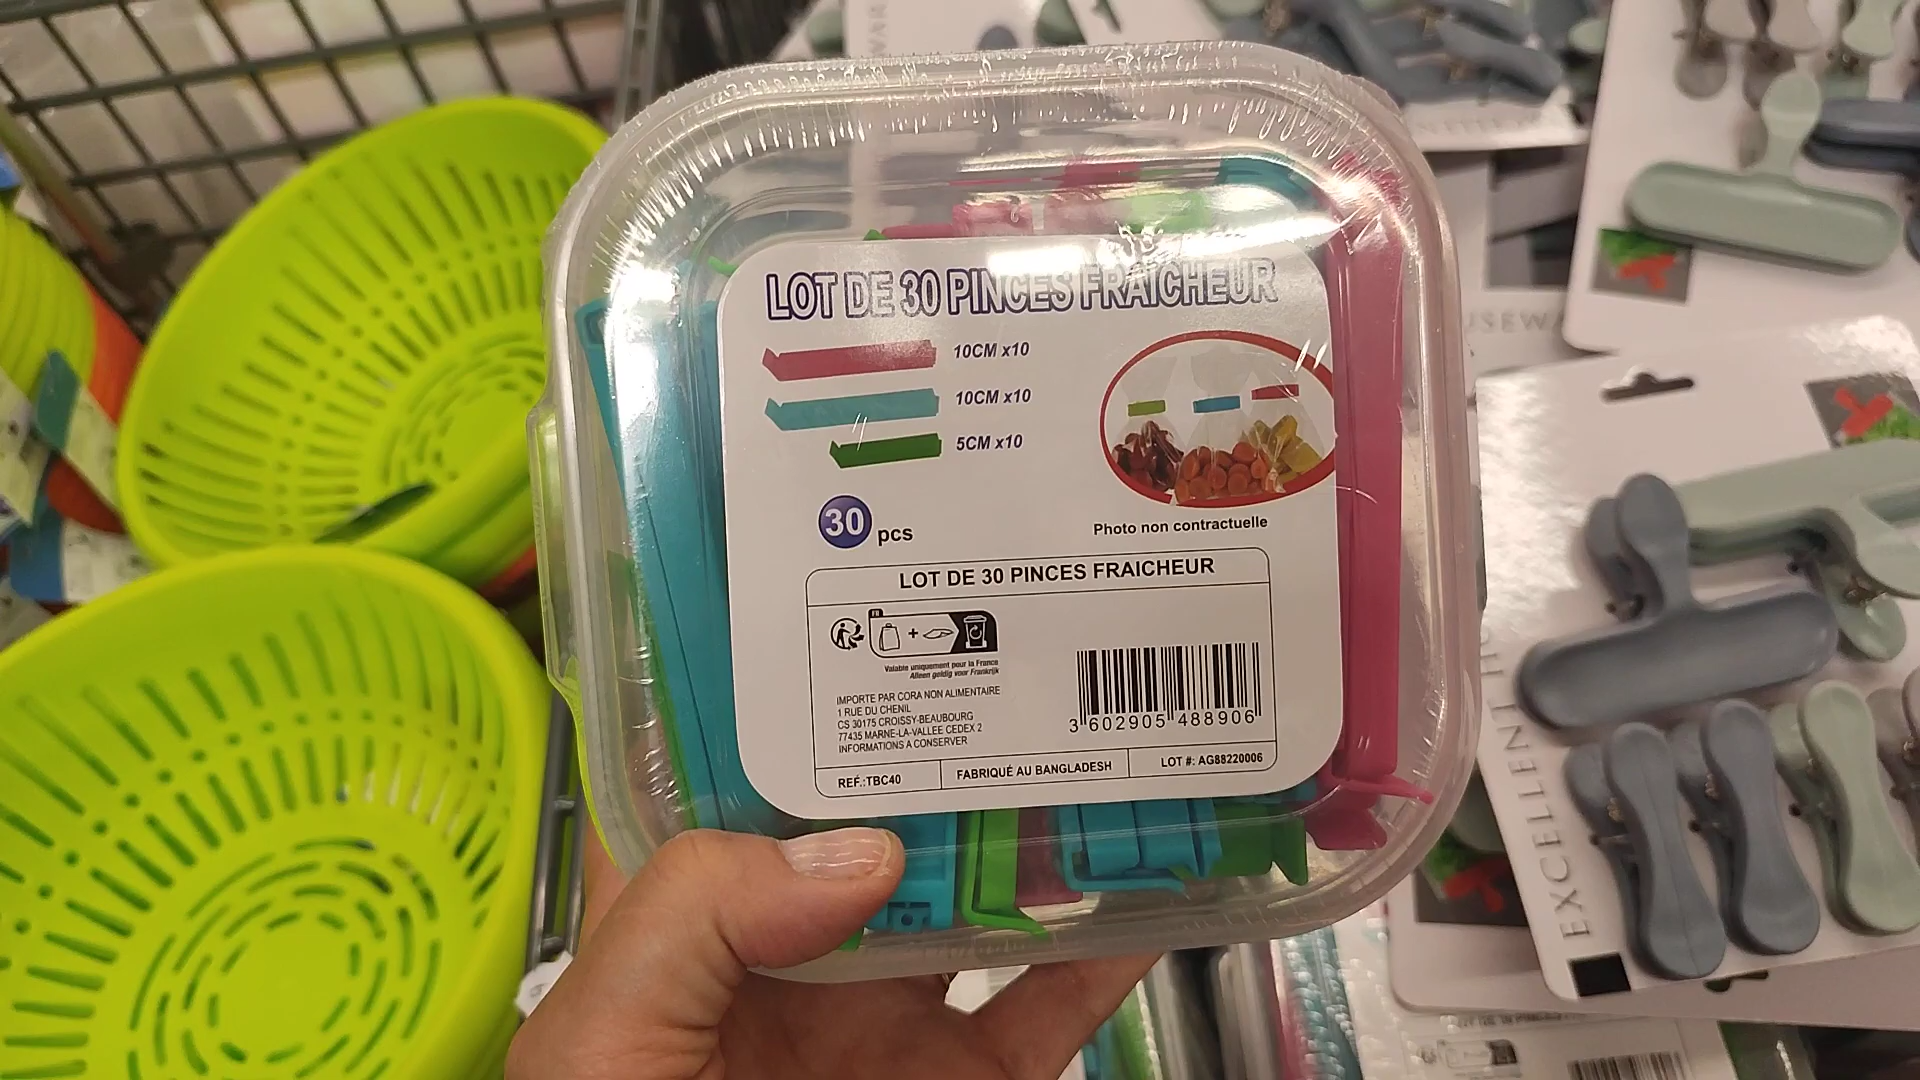 LOT DE 30 PINCES FRAICHEUR
10CM x10
10CM x10
5CM x10
30 pcs
Photo non contractuelle
LOT DE 30 PINCES FRAICHEUR
FR
Valable uniquement pour la France
Alleen geldig voor Frankrijk
IMPORTE PAR CORA NON ALIMENTAIRE
1 RUE DU CHENIL
CS 30175 CROISSY-BEAUBOURG
77435 MARNE-LA-VALLEE CEDEX 2
INFORMATIONS A CONSERVER
3 602905 488906
REF.:TBC40
FABRIQUÉ AU BANGLADESH
LOT #: AG88220006
EXCELLENT